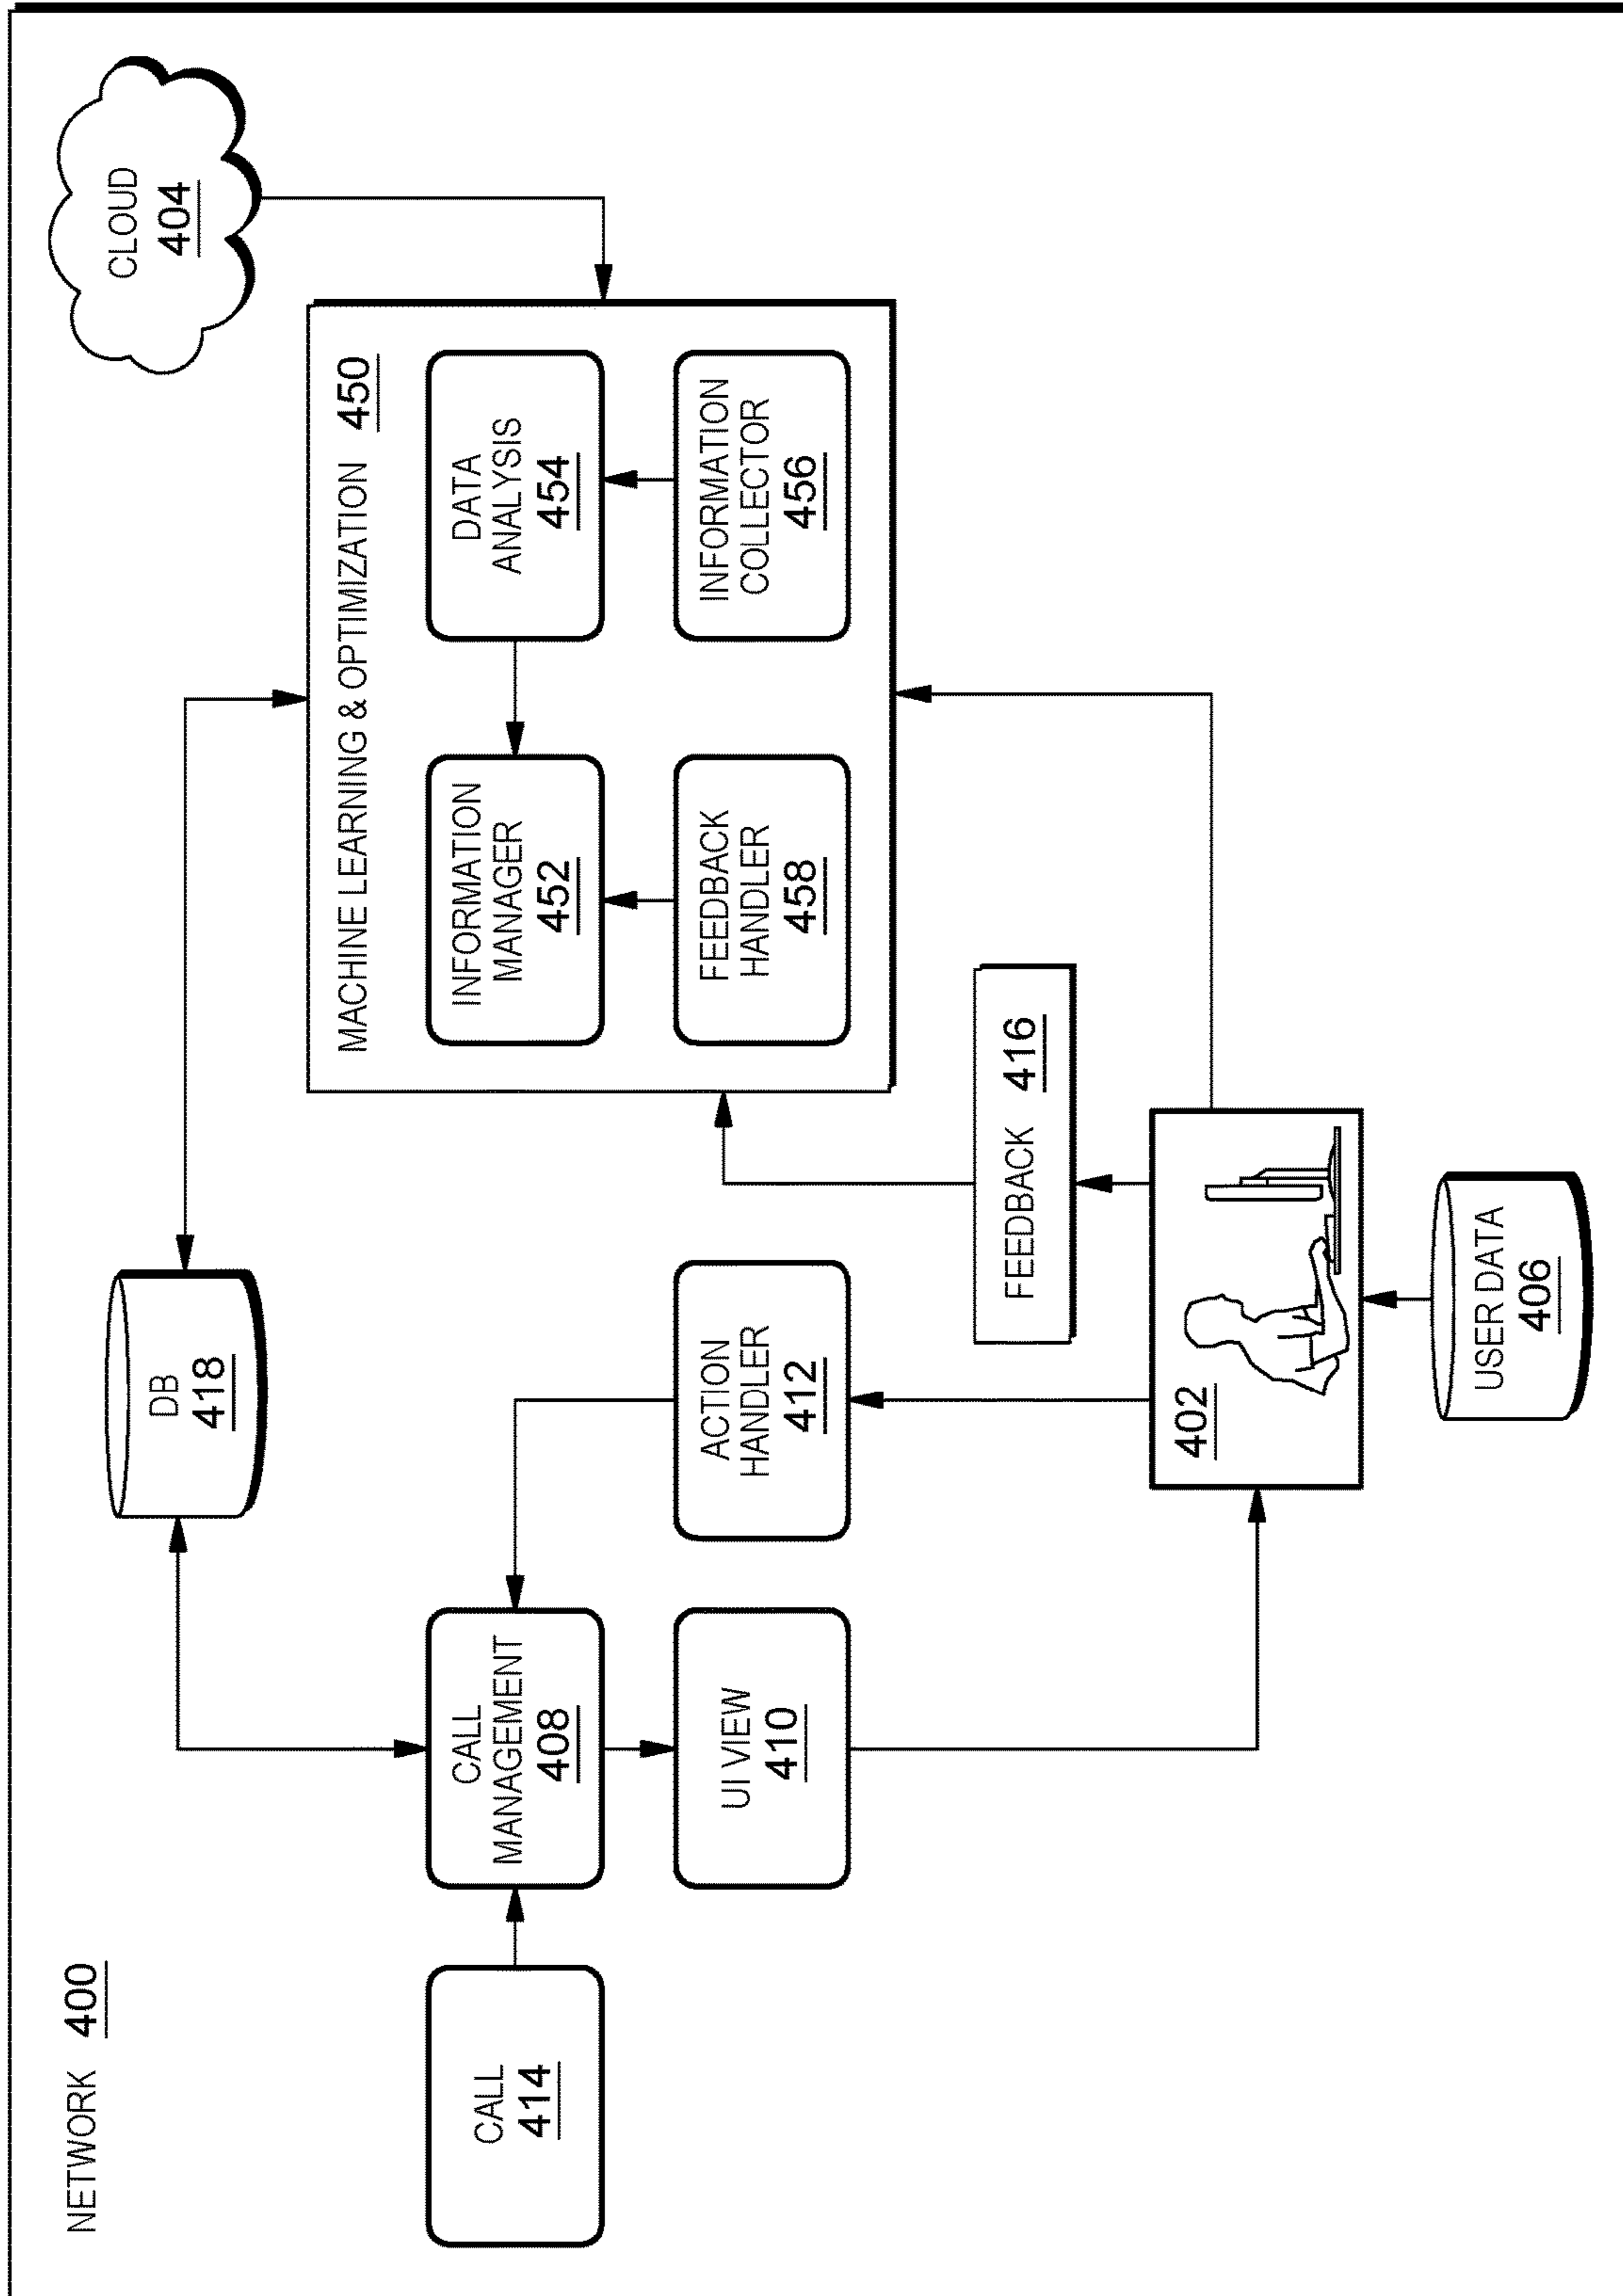 NETWORK 400
CLOUD
404
DB
418
MACHINE LEARNING & OPTIMIZATION 450
CALL
414
CALL
MANAGEMENT
408
INFORMATION
MANAGER
452
DATA
ANALYSIS
454
UI VIEW
410
ACTION
HANDLER
412
FEEDBACK
HANDLER
458
INFORMATION
COLLECTOR
456
FEEDBACK 416
402
USER DATA
406